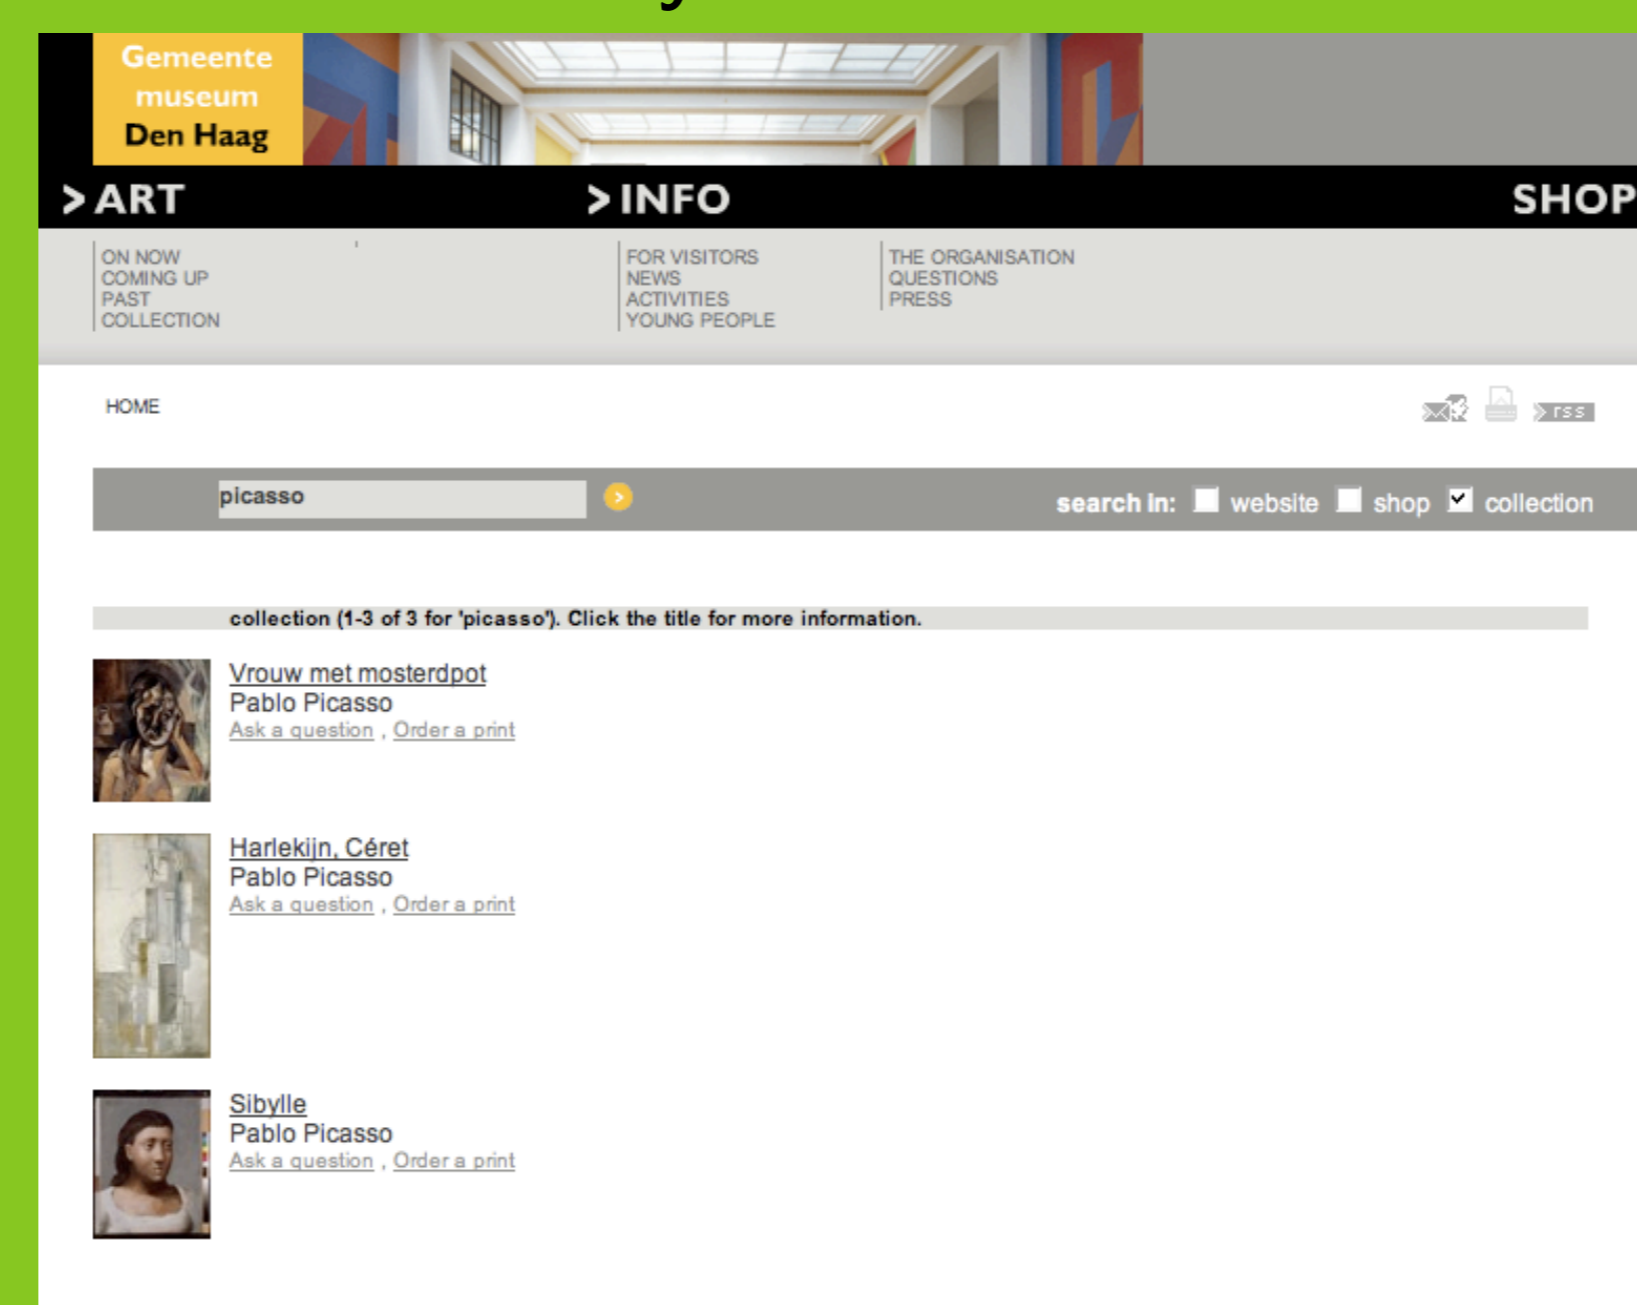 Gemeente
museum
Den Haag
> ART > INFO SHOP
ON NOW
COMING UP
PAST
COLLECTION
FOR VISITORS
NEWS
ACTIVITIES
YOUNG PEOPLE
THE ORGANISATION
QUESTIONS
PRESS
HOME
rss
picasso
search in: website shop collection
collection (1-3 of 3 for 'picasso'). Click the title for more information.
Vrouw met mosterdpot
Pablo Picasso
Ask a question , Order a print
Harlekijn, Céret
Pablo Picasso
Ask a question , Order a print
Sibylle
Pablo Picasso
Ask a question , Order a print